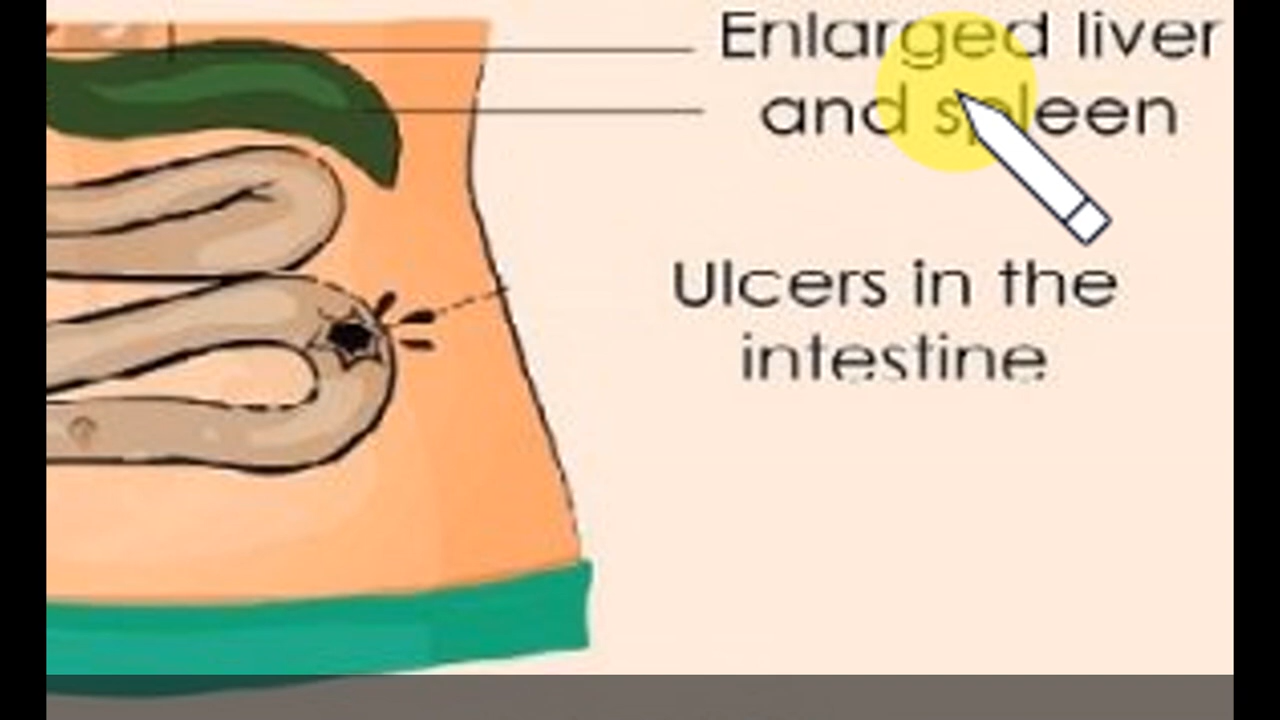 Enlarged liver
and spleen
Ulcers in the
intestine